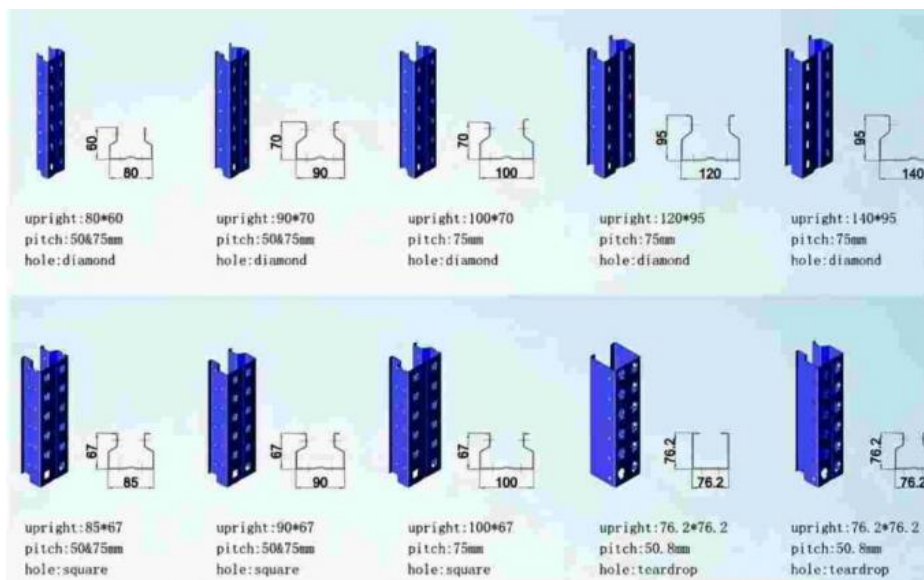 60
80
70
90
70
100
95
120
95
140
upright:80*60
pitch:50&75mm
hole:diamond
upright:90*70
pitch:50&75mm
hole:diamond
upright:100*70
pitch:75mm
hole:diamond
upright:120*95
pitch:75mm
hole:diamond
upright:140*95
pitch:75mm
hole:diamond
67
85
67
90
67
100
76.2
76.2
76.2
76.2
upright:85*67
pitch:50&75mm
hole:square
upright:90*67
pitch:50&75mm
hole:square
upright:100*67
pitch:75mm
hole:square
upright:76.2*76.2
pitch:50.8mm
hole:teardrop
upright:76.2*76.2
pitch:50.8mm
hole:teardrop